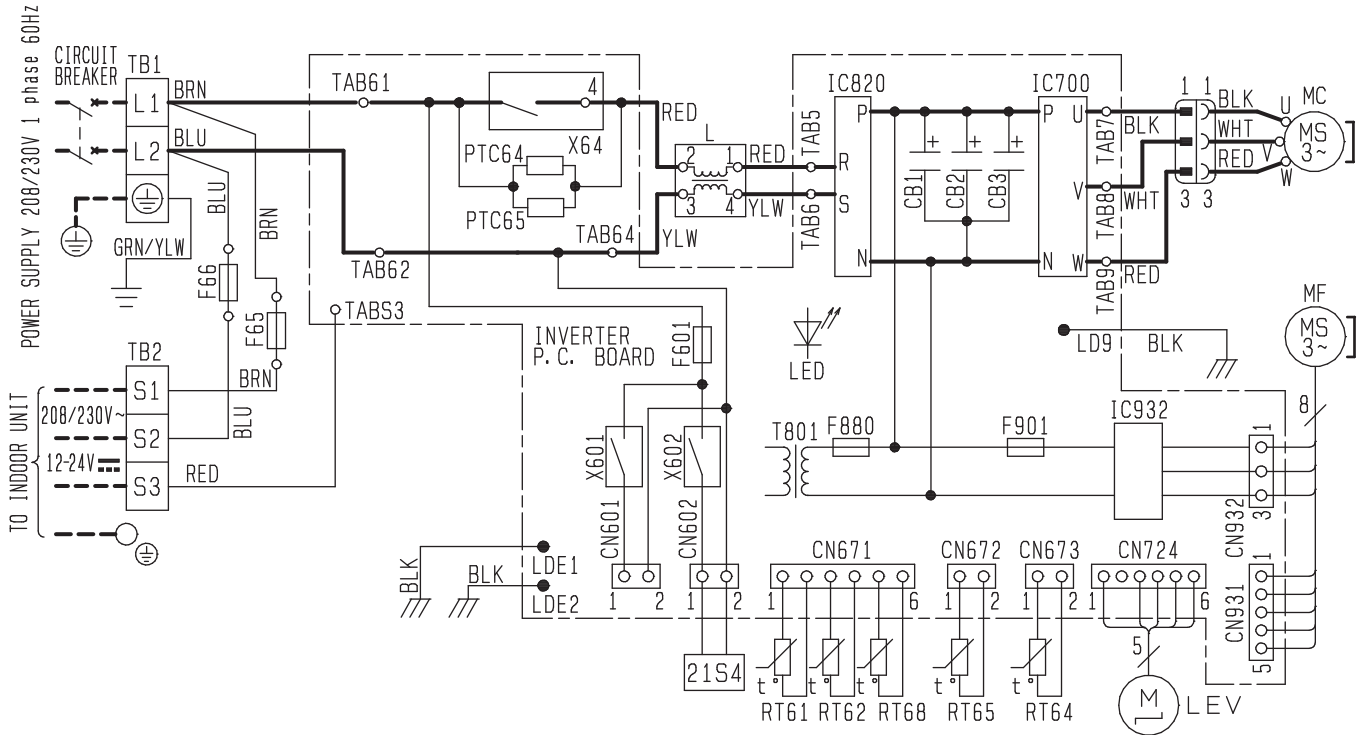 POWER SUPPLY 208/230V 1 phase 60Hz
CIRCUIT
BREAKER
TB1
L1
L2
BRN
BLU
GRN/YLW
BLU
BRN
F66
F65
TB2
S1
S2
S3
BRN
BLU
RED
TO INDOOR UNIT
208/230V~
12-24V
TAB61
TAB62
TABS3
TAB64
4
X64
PTC64
PTC65
RED
YLW
L
2 1
3 4
RED
YLW
TAB5
TAB6
IC820
P
R
S
N
CB1
CB2
CB3
+
+
+
IC700
P
N
U
V
W
TAB7
TAB8
TAB9
BLK
WHT
RED
1 1
3 3
BLK
WHT
RED
U
V
W
MC
MS
3~
INVERTER
P. C. BOARD
F601
LED
LD9
BLK
MF
MS
3~
8
X601
X602
CN601
CN602
T801
F880
F901
IC932
1
3
CN932
BLK
BLK
LDE1
LDE2
1 2
1 2
21S4
CN671
1 6
CN672
1 2
CN673
1 2
CN724
1 6
CN931
1
5
t°
t°
t°
t°
t°
RT61
RT62
RT68
RT65
RT64
5
M
LEV